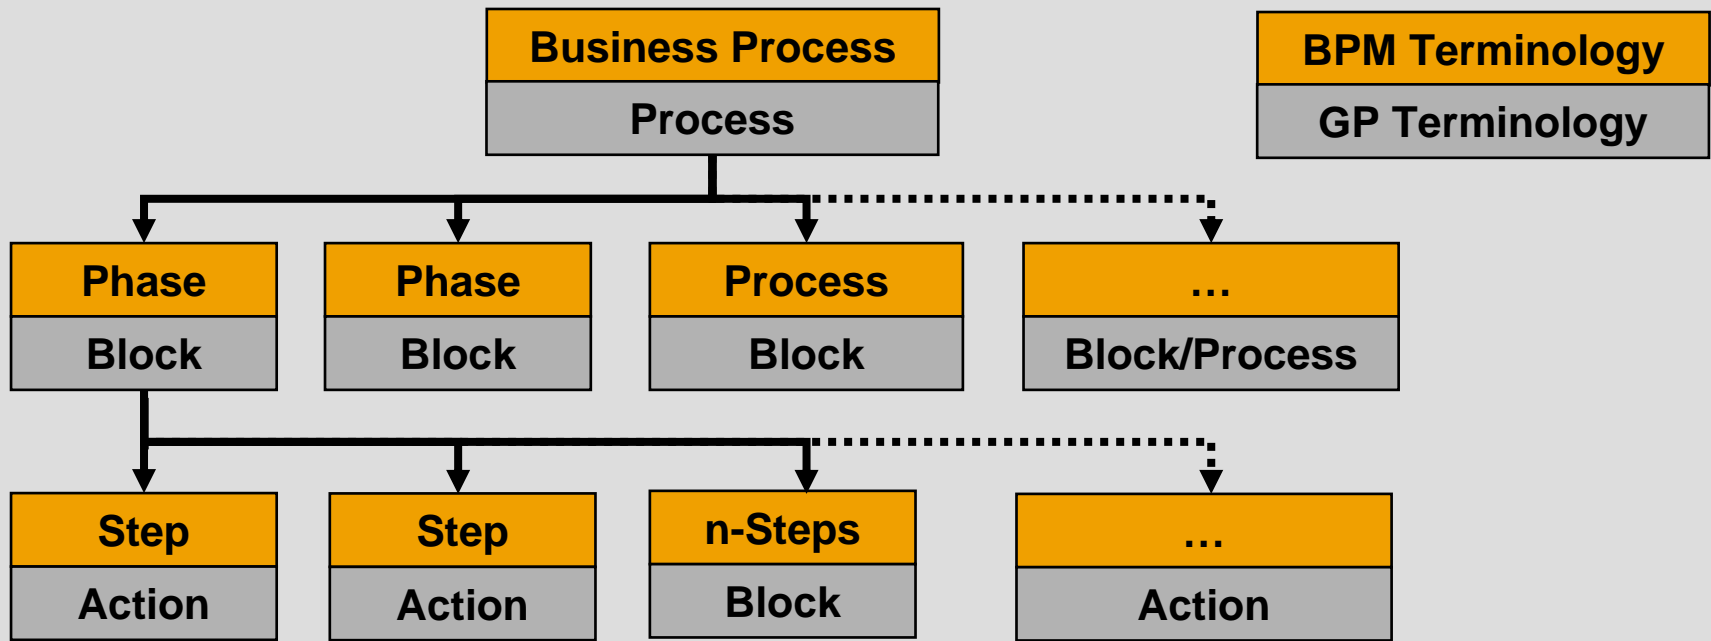 Business Process
Process
BPM Terminology
GP Terminology
Phase
Block
Phase
Block
Process
Block
…
Block/Process
Step
Action
Step
Action
n-Steps
Block
…
Action